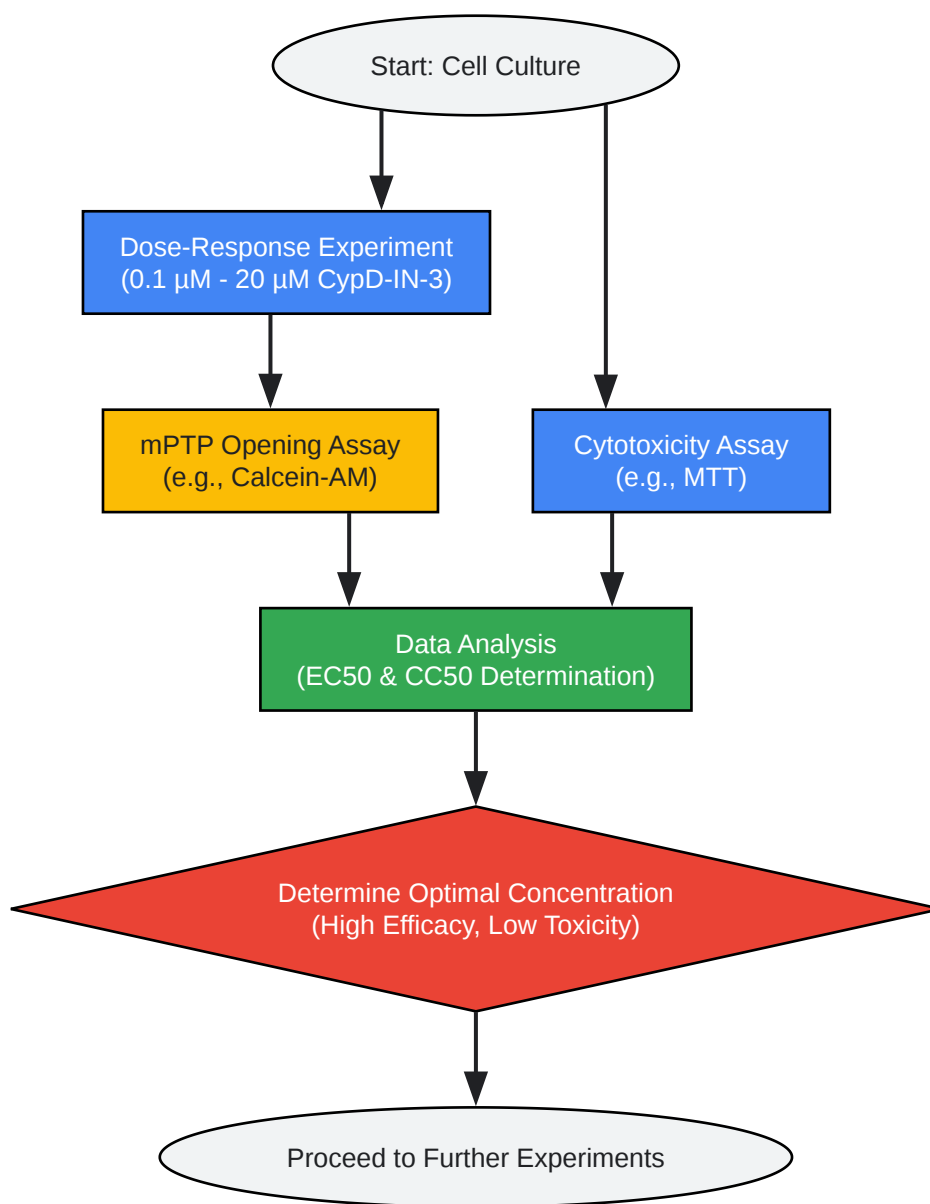 Start: Cell Culture
Dose-Response Experiment
(0.1 µM - 20 µM CypD-IN-3)
mPTP Opening Assay
(e.g., Calcein-AM)
Cytotoxicity Assay
(e.g., MTT)
Data Analysis
(EC50 & CC50 Determination)
Determine Optimal Concentration
(High Efficacy, Low Toxicity)
Proceed to Further Experiments